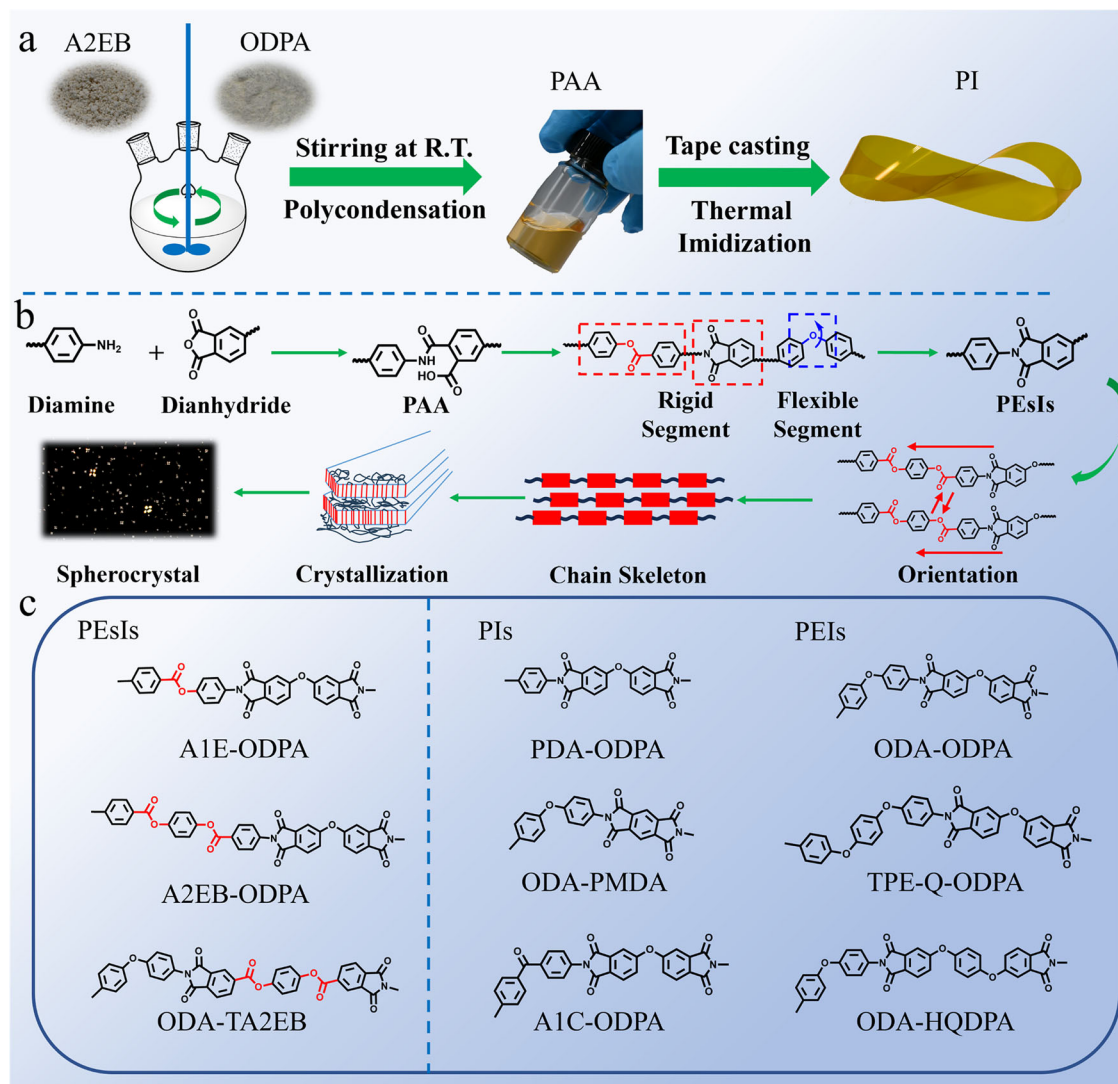 a
A2EB
ODPA
Stirring at R.T.
Polycondensation
PAA
Tape casting
Thermal
Imidization
PI
b
NH2
+
Diamine
Dianhydride
PAA
Rigid
Segment
Flexible
Segment
PEsIs
Spherocrystal
Crystallization
Chain Skeleton
Orientation
c
PEsIs
PIs
PEIs
A1E-ODPA
PDA-ODPA
ODA-ODPA
A2EB-ODPA
ODA-PMDA
TPE-Q-ODPA
ODA-TA2EB
A1C-ODPA
ODA-HQDPA